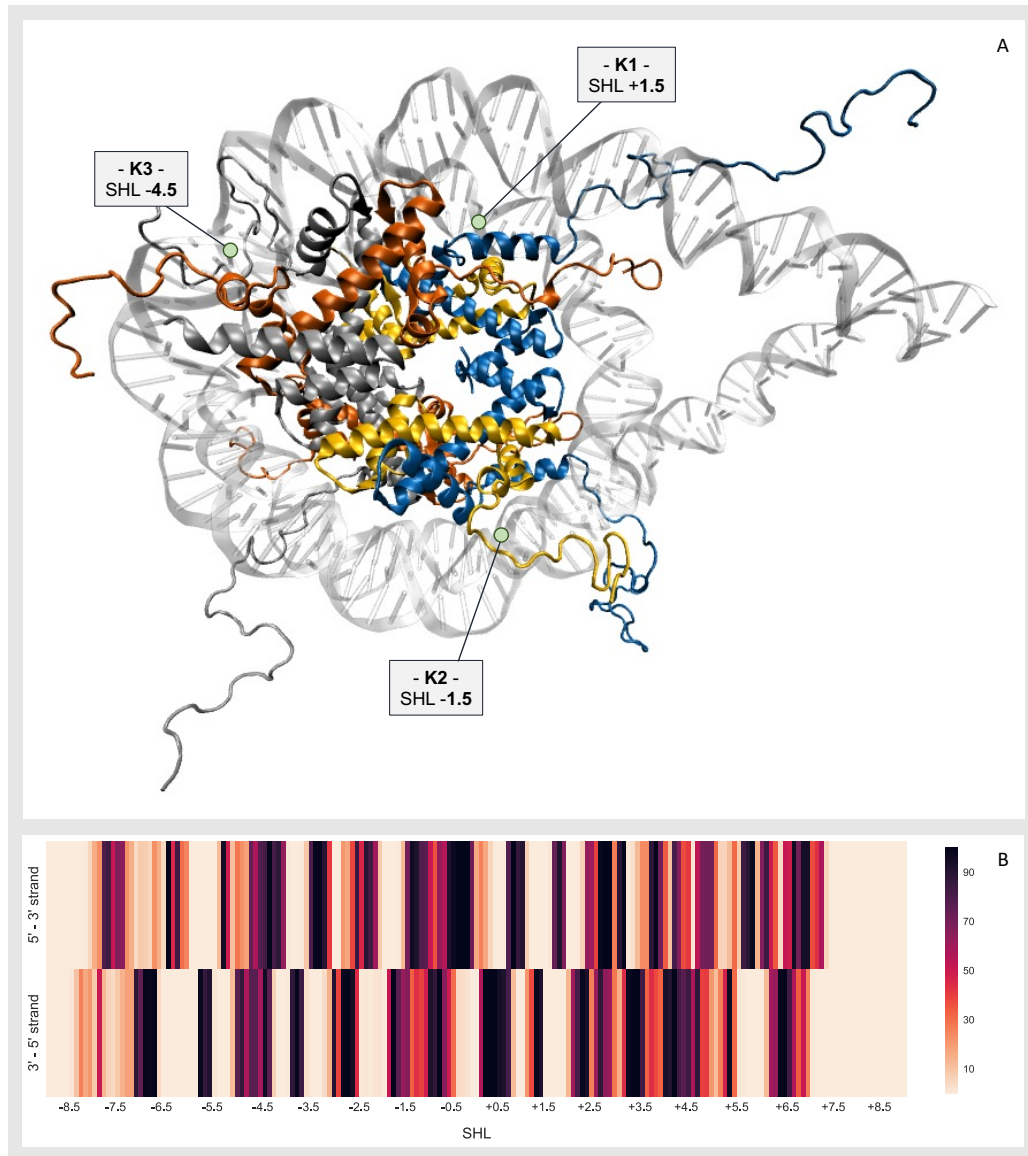 A
- K1 -
SHL +1.5
- K3 -
SHL -4.5
- K2 -
SHL -1.5
B
5' - 3' strand
3' - 5' strand
90
70
50
30
10
-8.5 -7.5 -6.5 -5.5 -4.5 -3.5 -2.5 -1.5 -0.5 +0.5 +1.5 +2.5 +3.5 +4.5 +5.5 +6.5 +7.5 +8.5
SHL